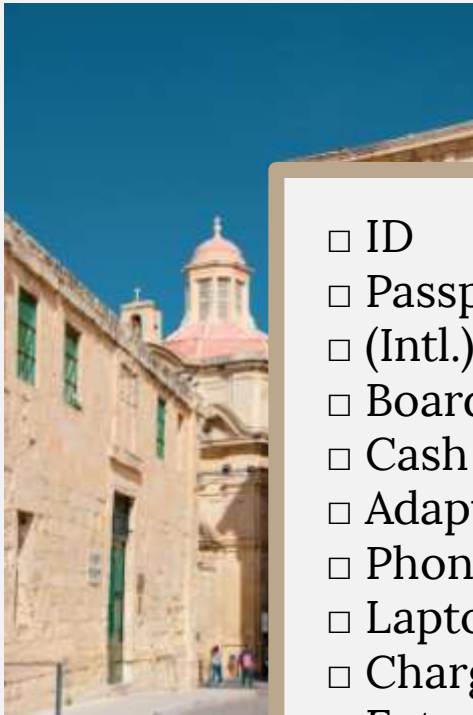 □ ID
□ Passp
□ (Intl.)
□ Board
□ Cash
□ Adapt
□ Phon
□ Lapto
□ Charg